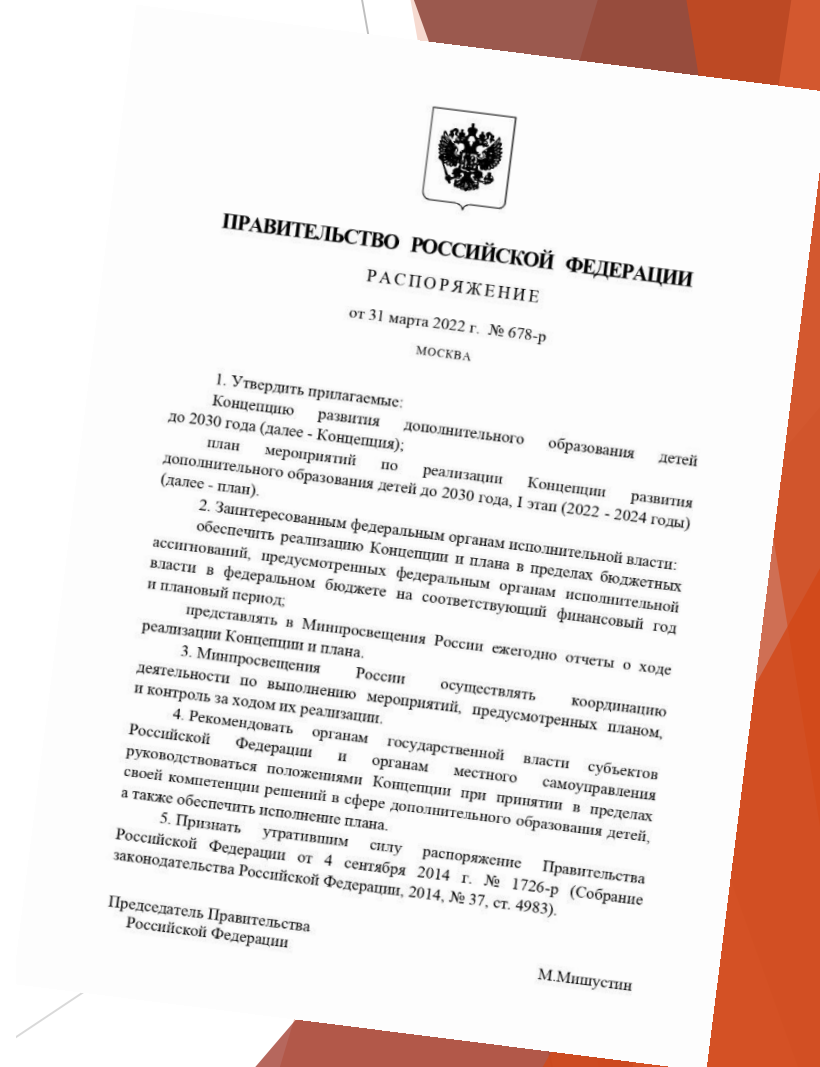 ПРАВИТЕЛЬСТВО РОССИЙСКОЙ ФЕДЕРАЦИИ
РАСПОРЯЖЕНИЕ
от 31 марта 2022 г. № 678-р
МОСКВА
1. Утвердить прилагаемые:
Концепцию развития дополнительного образования детей
до 2030 года (далее - Концепция);
план мероприятий по реализации Концепции развития
дополнительного образования детей до 2030 года, I этап (2022 - 2024 годы)
(далее - план).
2. Заинтересованным федеральным органам исполнительной власти:
обеспечить реализацию Концепции и плана в пределах бюджетных
ассигнований, предусмотренных федеральным органам исполнительной
власти в федеральном бюджете на соответствующий финансовый год
и плановый период;
представлять в Минпросвещения России ежегодно отчеты о ходе
реализации Концепции и плана.
3. Минпросвещения России осуществлять координацию
деятельности по выполнению мероприятий, предусмотренных планом,
и контроль за ходом их реализации.
4. Рекомендовать органам государственной власти субъектов
Российской Федерации и органам местного самоуправления
руководствоваться положениями Концепции при принятии в пределах
своей компетенции решений в сфере дополнительного образования детей,
а также обеспечить исполнение плана.
5. Признать утратившим силу распоряжение Правительства
Российской Федерации от 4 сентября 2014 г. № 1726-р (Собрание
законодательства Российской Федерации, 2014, № 37, ст. 4983).
Председатель Правительства
Российской Федерации
М.Мишустин